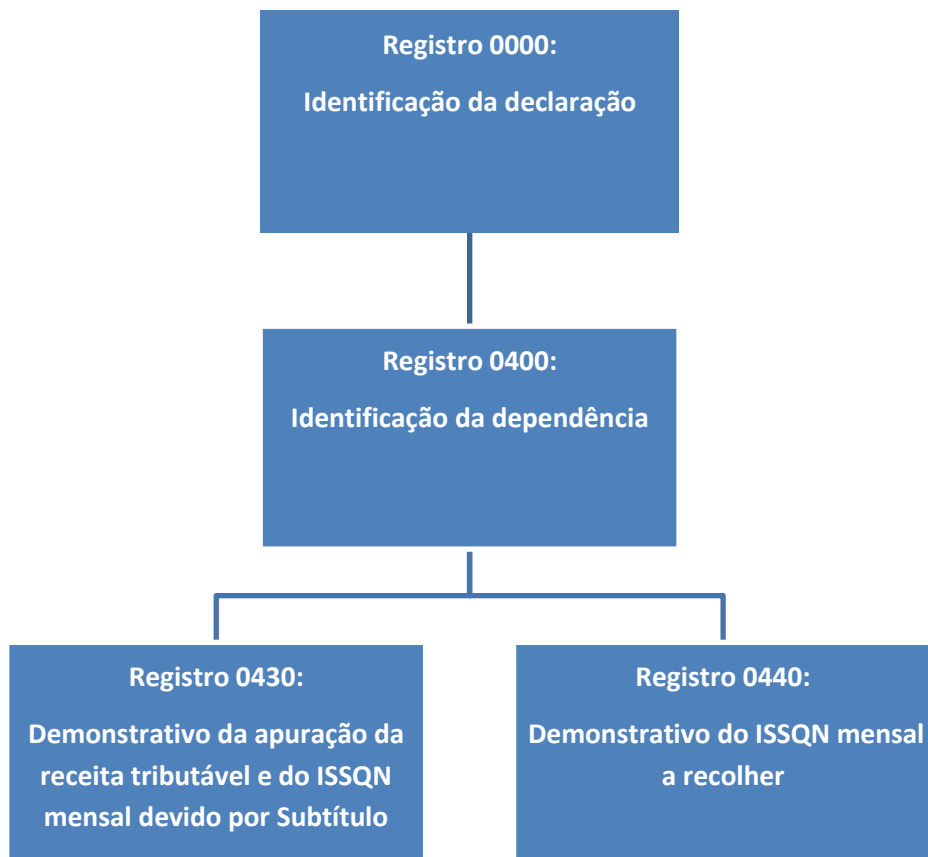 Registro 0000:
Identificação da declaração
Registro 0400:
Identificação da dependência
Registro 0430:
Demonstrativo da apuração da
receita tributável e do ISSQN
mensal devido por Subtítulo
Registro 0440:
Demonstrativo do ISSQN mensal
a recolher